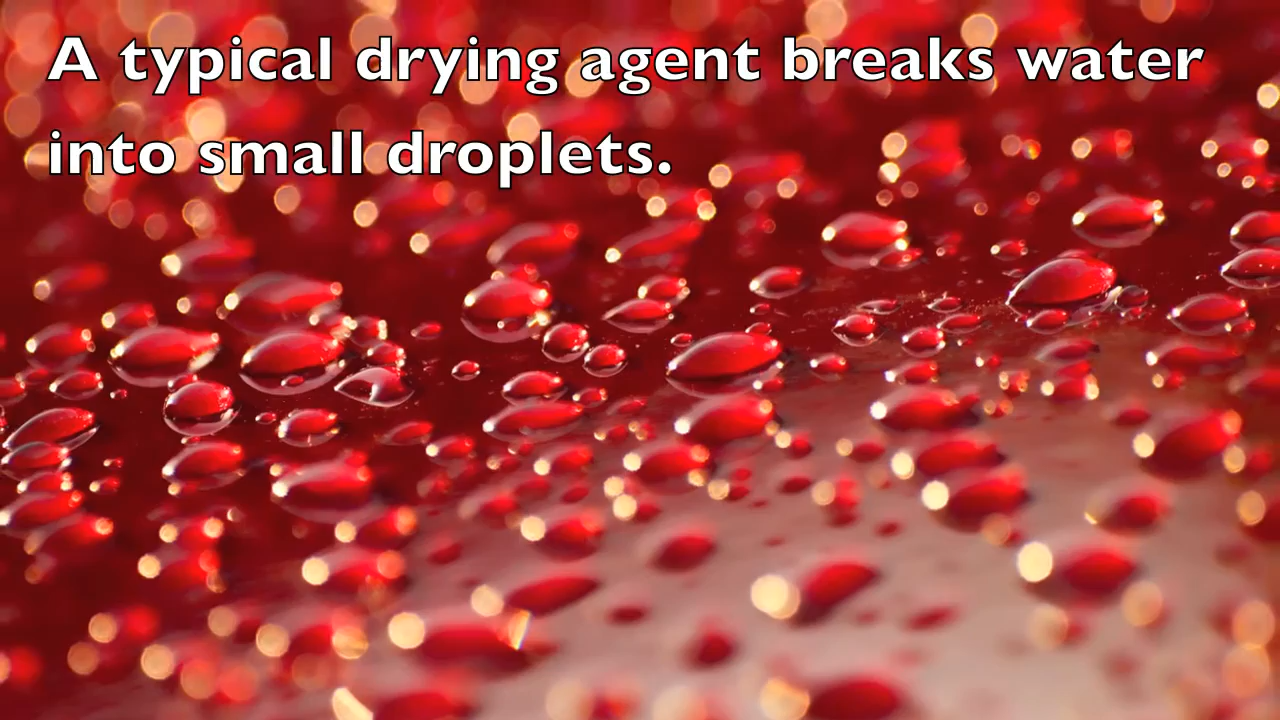 A typical drying agent breaks water
into small droplets.